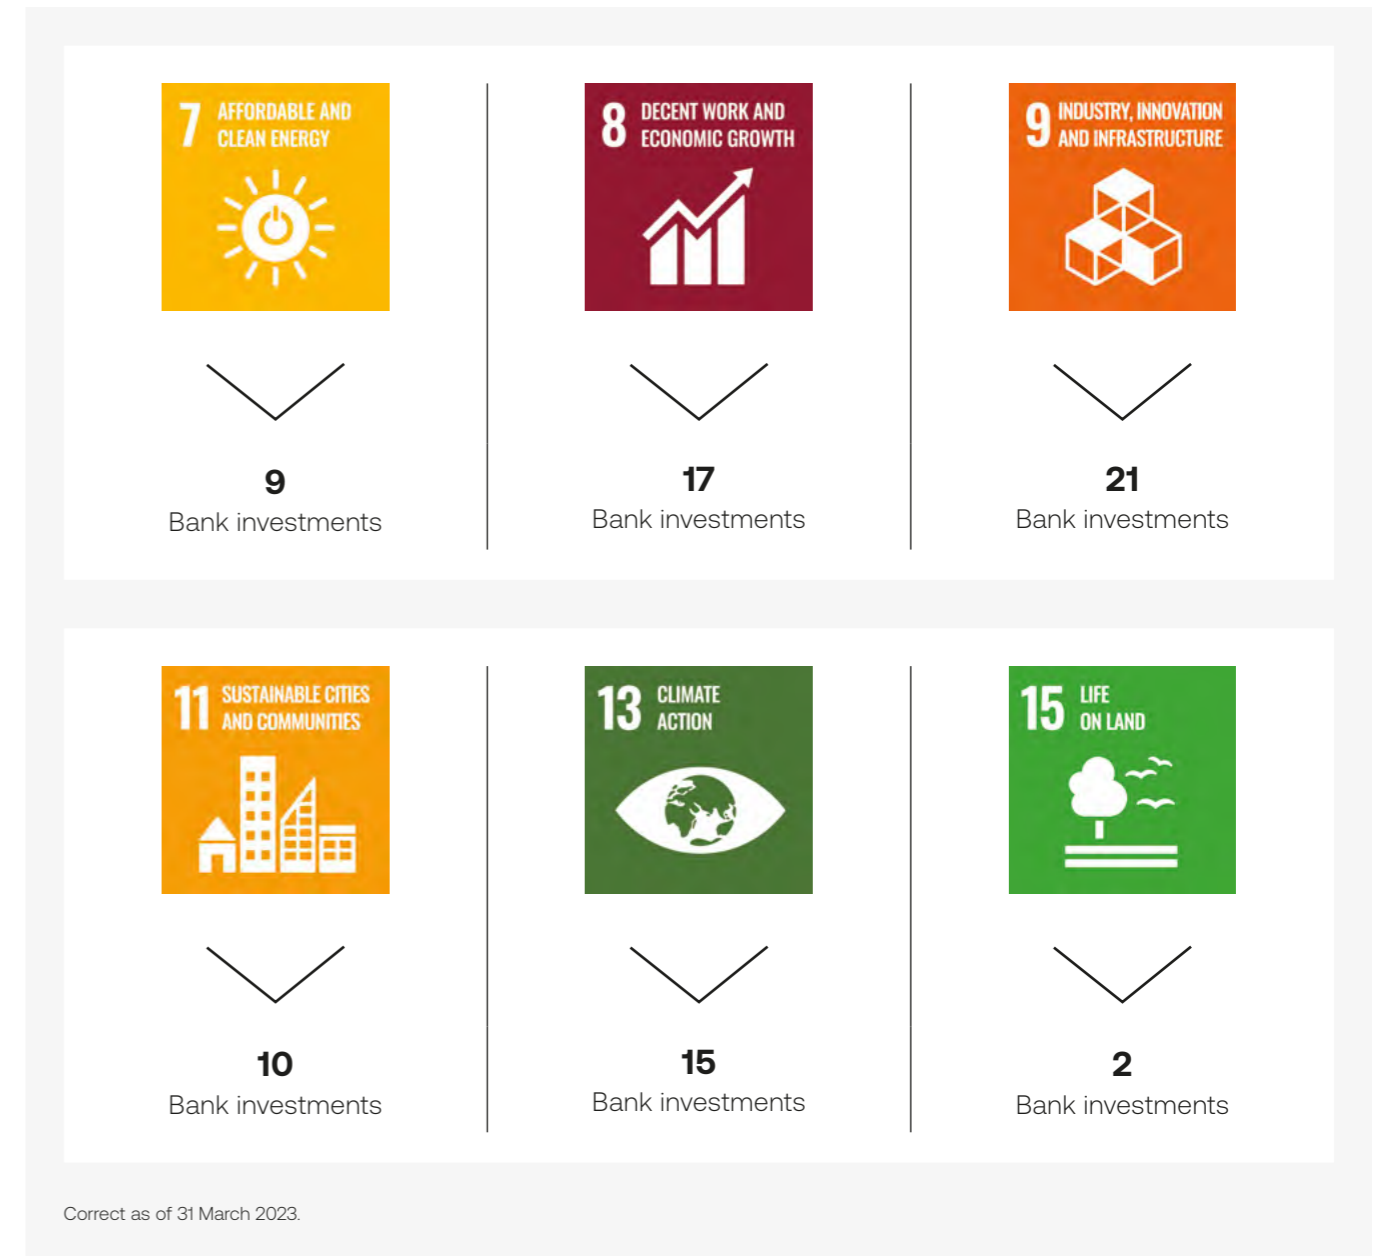 7 AFFORDABLE AND
CLEAN ENERGY
8 DECENT WORK AND
ECONOMIC GROWTH
9 INDUSTRY, INNOVATION
AND INFRASTRUCTURE
9
Bank investments
17
Bank investments
21
Bank investments
11 SUSTAINABLE CITIES
AND COMMUNITIES
13 CLIMATE
ACTION
15 LIFE
ON LAND
10
Bank investments
15
Bank investments
2
Bank investments
Correct as of 31 March 2023.